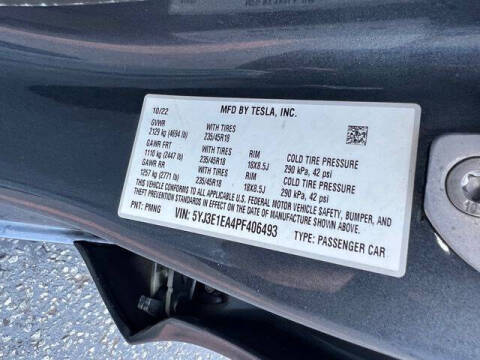 10/22 MFD BY TESLA, INC.
GVWR WITH TIRES
2129 kg (4694 lb) 235/45R18
GAWR FRT WITH TIRES RIM COLD TIRE PRESSURE
1110 kg (2447 lb) 235/45R18 18X8.5J 290 kPa, 42 psi
GAWR RR WITH TIRES RIM COLD TIRE PRESSURE
1257 kg (2771 lb) 235/45R18 18X8.5J 290 kPa, 42 psi
THIS VEHICLE CONFORMS TO ALL APPLICABLE U.S. FEDERAL MOTOR VEHICLE SAFETY, BUMPER, AND
THEFT PREVENTION STANDARDS IN EFFECT ON THE DATE OF MANUFACTURE SHOWN ABOVE.
PNT: PMNG VIN: 5YJ3E1EA4PF406493 TYPE: PASSENGER CAR